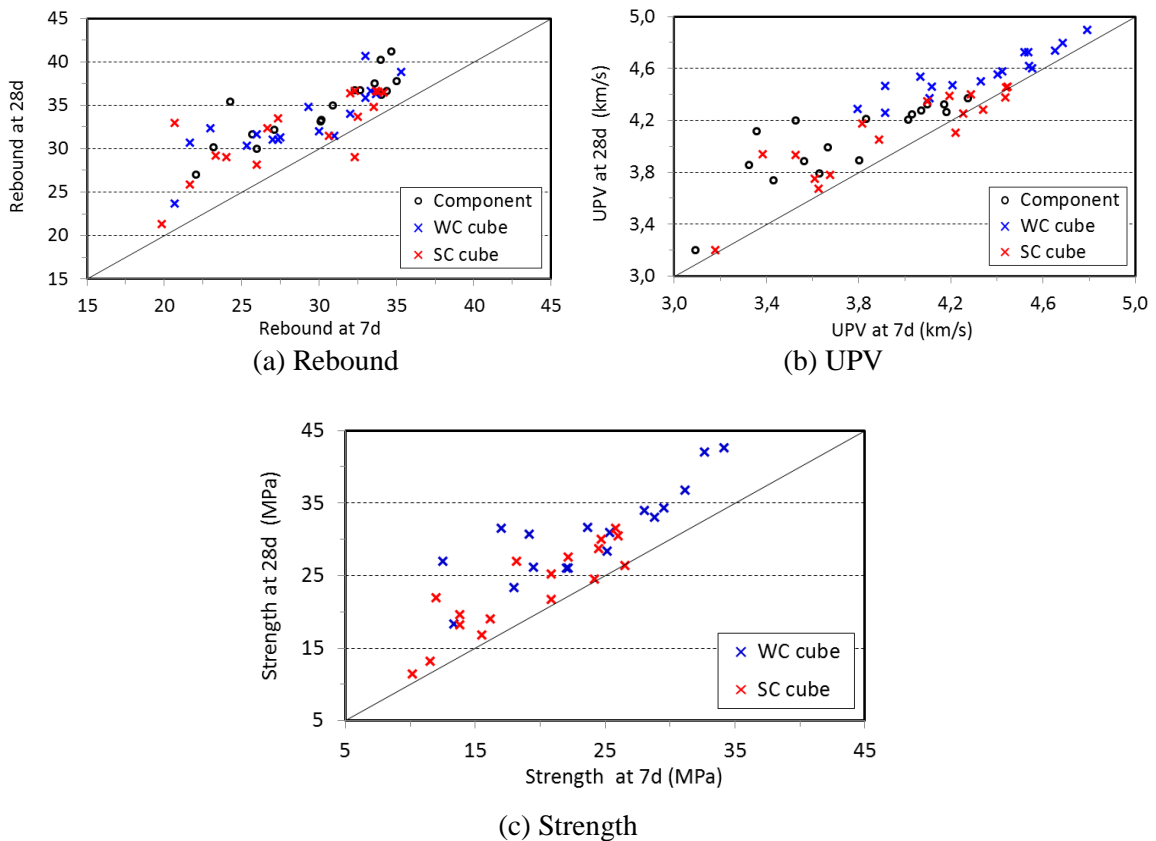 45
40
35
30
25
20
15
15 20 25 30 35 40 45
Rebound at 28d
Rebound at 7d
Component
WC cube
SC cube
(a) Rebound
5,0
4,6
4,2
3,8
3,4
3,0
3,0 3,4 3,8 4,2 4,6 5,0
UPV at 28d (km/s)
UPV at 7d (km/s)
Component
WC cube
SC cube
(b) UPV
45
35
25
15
5
5 15 25 35 45
Strength at 28d (MPa)
Strength at 7d (MPa)
WC cube
SC cube
(c) Strength